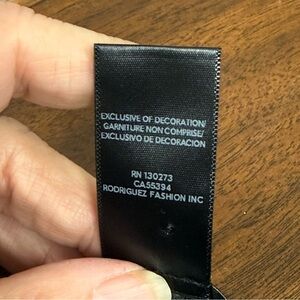 EXCLUSIVE OF DECORATION/
GARNITURE NON COMPRISE/
EXCLUSIVO DE DECORACION
RN 130273
CA55394
RODRIGUEZ FASHION INC